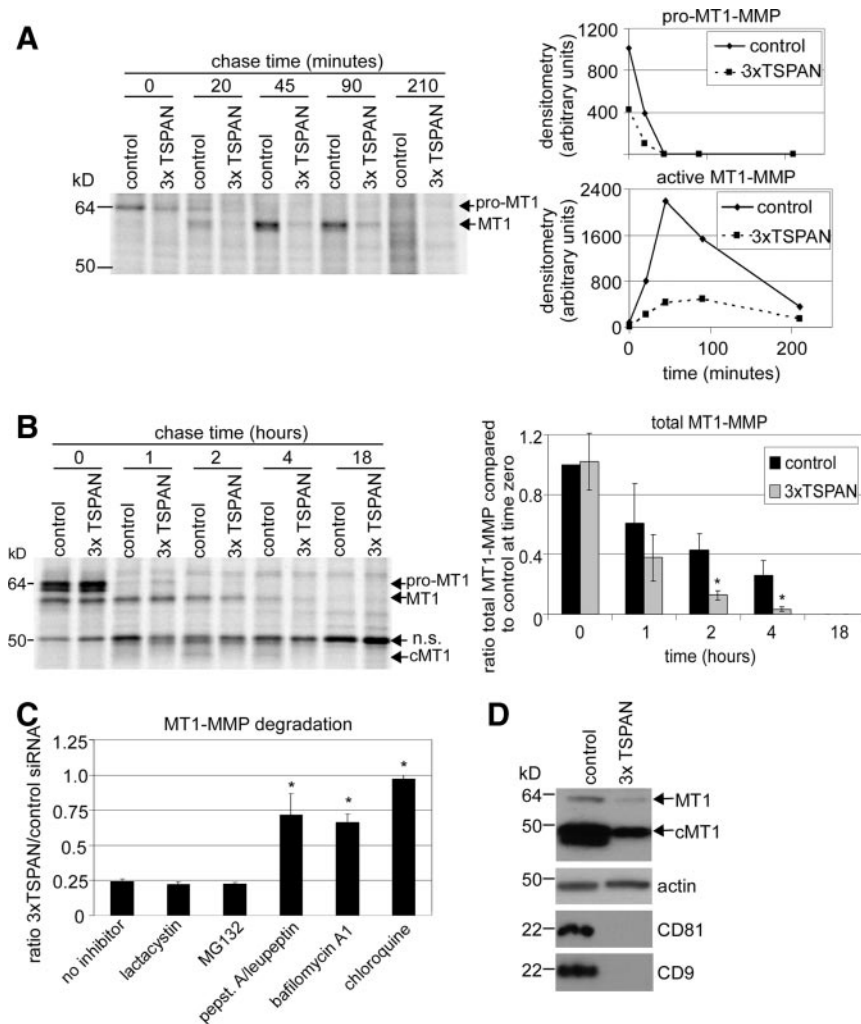 A
chase time (minutes)
0 20 45 90 210
control 3x TSPAN control 3x TSPAN control 3x TSPAN control 3x TSPAN control 3x TSPAN
kD
64
50
pro-MT1
MT1
pro-MT1-MMP
densitometry
(arbitrary units)
1200
800
400
control
3xTSPAN
active MT1-MMP
densitometry
(arbitrary units)
2400
1600
800
0
control
3xTSPAN
0 100 200
time (minutes)
B
chase time (hours)
0 1 2 4 18
control 3x TSPAN control 3x TSPAN control 3x TSPAN control 3x TSPAN control 3x TSPAN
kD
64
50
pro-MT1
MT1
n.s.
cMT1
total MT1-MMP
ratio total MT1-MMP compared
to control at time zero
1.2
0.8
0.4
0
control
3xTSPAN
*
*
0 1 2 4 18
time (hours)
C
MT1-MMP degradation
ratio 3xTSPAN/control siRNA
1.25
1.0
0.75
0.50
0.25
0
* * *
no inhibitor
lactacystin
MG132
pepst. A/leupeptin
bafilomycin A1
chloroquine
D
control 3x TSPAN
kD
64
50
MT1
cMT1
50
actin
22
CD81
22
CD9